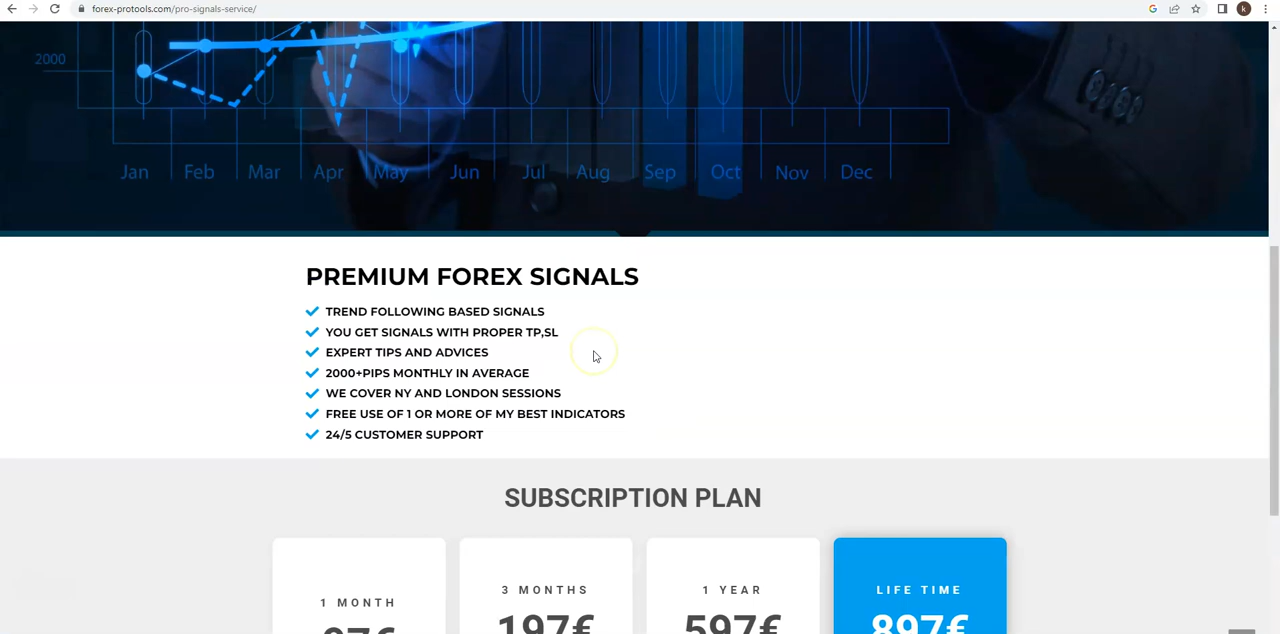 forex-protools.com/pro-signals-service/
k
2000
Jan Feb Mar Apr May Jun Jul Aug Sep Oct Nov Dec
PREMIUM FOREX SIGNALS
TREND FOLLOWING BASED SIGNALS
YOU GET SIGNALS WITH PROPER TP,SL
EXPERT TIPS AND ADVICES
2000+PIPS MONTHLY IN AVERAGE
WE COVER NY AND LONDON SESSIONS
FREE USE OF 1 OR MORE OF MY BEST INDICATORS
24/5 CUSTOMER SUPPORT
SUBSCRIPTION PLAN
1 MONTH
3 MONTHS
197€
1 YEAR
597€
LIFE TIME
897€